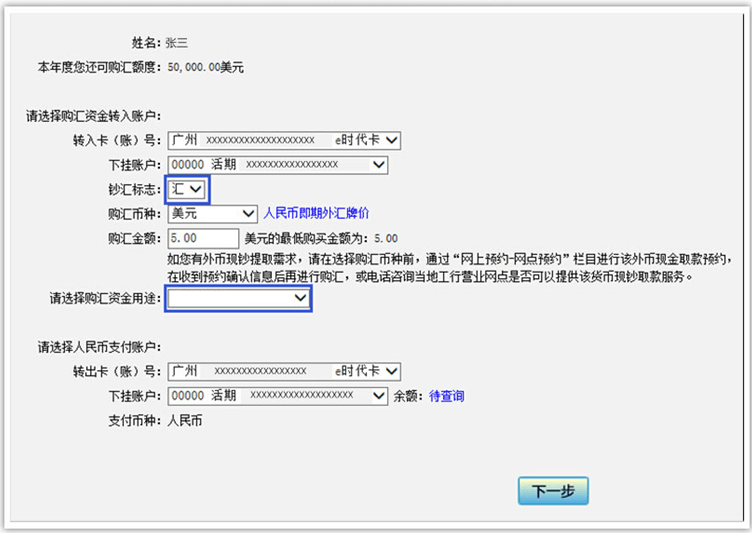 姓名：张三
本年度您还可购汇额度：50,000.00美元
请选择购汇资金转入账户：
转入卡（账）号：广州 xxxxxxxxxxxxxxxxxxxx e时代卡
下挂账户：00000 活期 xxxxxxxxxxxxxxxxx
钞汇标志：汇
购汇币种：美元 人民币即期外汇牌价
购汇金额：5.00 美元的最低购买金额为：5.00
如您有外币现钞提取需求，请在选择购汇币种前，通过“网上预约-网点预约”栏目进行该外币现金取款预约，
在收到预约确认信息后再进行购汇，或电话咨询当地工行营业网点是否可以提供该货币现钞取款服务。
请选择购汇资金用途：
请选择人民币支付账户：
转出卡（账）号：广州 xxxxxxxxxxxxxxxxx e时代卡
下挂账户：00000 活期 xxxxxxxxxxxxxxxxxxx 余额：待查询
支付币种：人民币
下一步